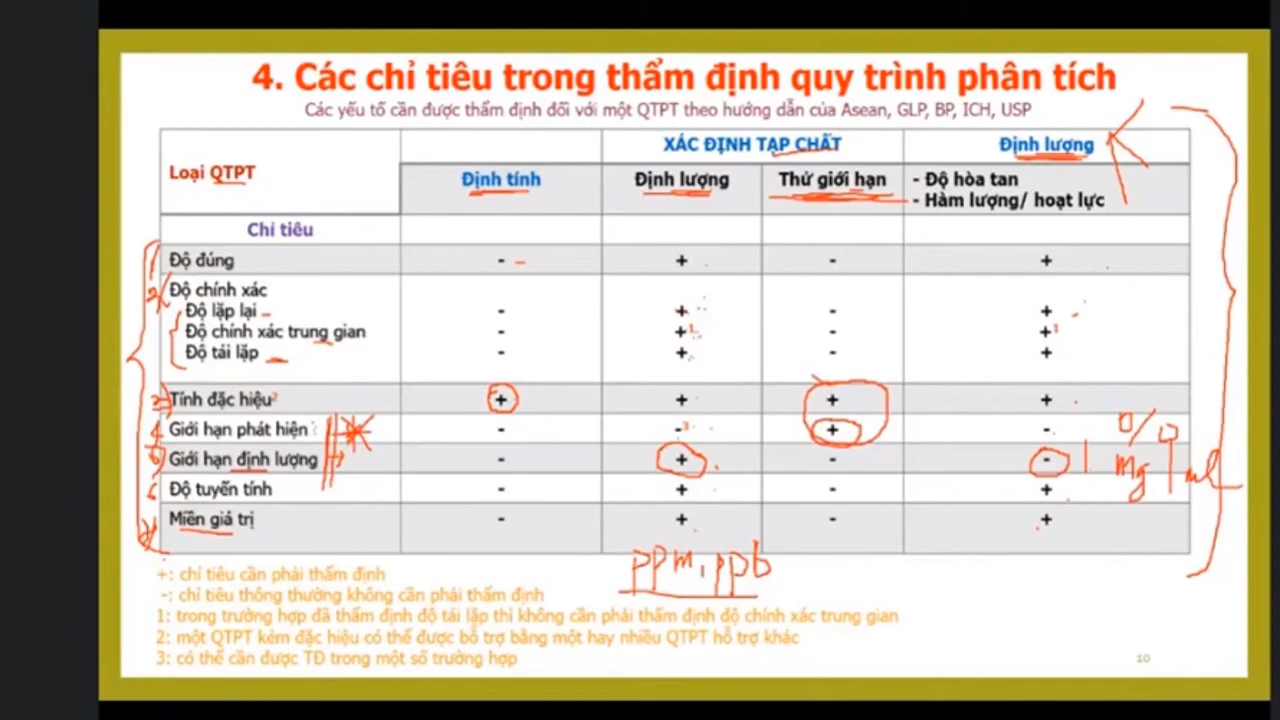 4. Các chỉ tiêu trong thẩm định quy trình phân tích
Các yếu tố cần được thẩm định đối với một QTPT theo hướng dẫn của Asean, GLP, BP, ICH, USP
Loại QTPT XÁC ĐỊNH TẠP CHẤT Định lượng
Định tính Định lượng Thử giới hạn - Độ hòa tan
- Hàm lượng/ hoạt lực
Chỉ tiêu
Độ đúng - + - +
Độ chính xác
Độ lặp lại - + - +
Độ chính xác trung gian - +1 - +1
Độ tái lặp - + - +
Tính đặc hiệu2 + + + +
Giới hạn phát hiện - -3 + -
Giới hạn định lượng - + - -
Độ tuyến tính - + - +
Miền giá trị - + - +
%
mg/ml
ppm, ppb
+: chỉ tiêu cần phải thẩm định
-: chỉ tiêu thông thường không cần phải thẩm định
1: trong trường hợp đã thẩm định độ tái lặp thì không cần phải thẩm định độ chính xác trung gian
2: một QTPT kém đặc hiệu có thể được bổ trợ bằng một hay nhiều QTPT hỗ trợ khác
3: có thể cần được TĐ trong một số trường hợp
10